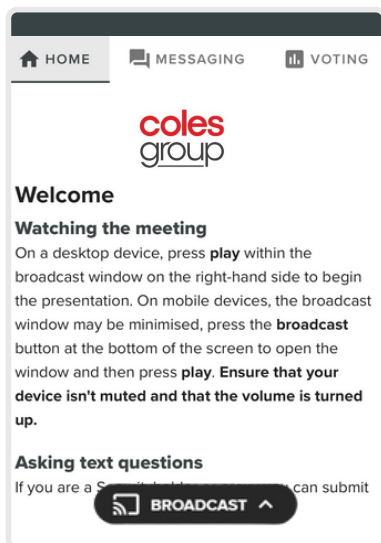 HOME MESSAGING VOTING
coles
group
Welcome
Watching the meeting
On a desktop device, press play within the
broadcast window on the right-hand side to begin
the presentation. On mobile devices, the broadcast
window may be minimised, press the broadcast
button at the bottom of the screen to open the
window and then press play. Ensure that your
device isn't muted and that the volume is turned
up.
Asking text questions
If you are a can submit
BROADCAST